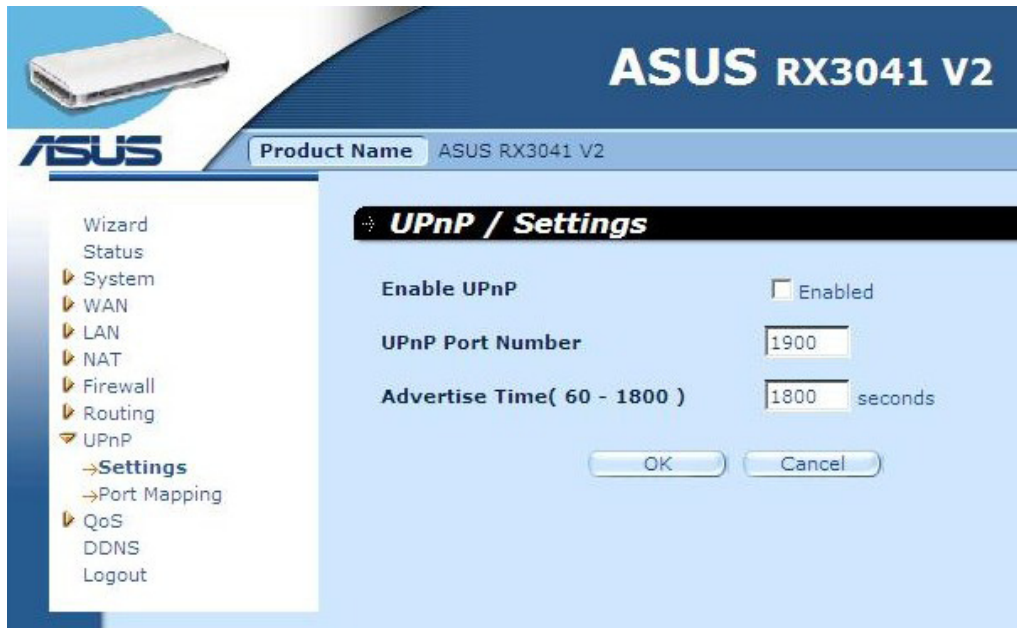 ASUS RX3041 V2
ASUS
Product Name ASUS RX3041 V2
Wizard
Status
System
WAN
LAN
NAT
Firewall
Routing
UPnP
→Settings
→Port Mapping
QoS
DDNS
Logout
UPnP / Settings
Enable UPnP Enabled
UPnP Port Number 1900
Advertise Time( 60 - 1800 ) 1800 seconds
OK Cancel